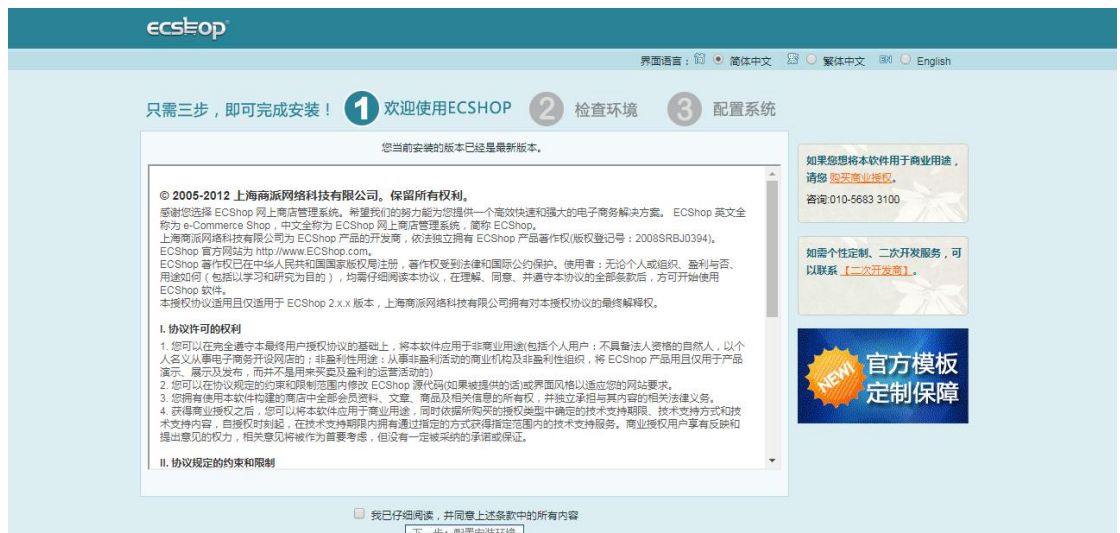 ecshop
界面语言： 简体中文 繁体中文 English
只需三步，即可完成安装！ 1 欢迎使用ECSHOP 2 检查环境 3 配置系统
您当前安装的版本已经是最新版本。
© 2005-2012 上海商派网络科技有限公司。保留所有权利。
感谢您选择 ECShop 网上商店管理系统。希望我们的努力能为您提供一个高效快速和强大的电子商务解决方案。 ECShop 英文全
称为 e-Commerce Shop，中文全称为 ECShop 网上商店管理系统，简称 ECShop。
上海商派网络科技有限公司为 ECShop 产品的开发商，依法独立拥有 ECShop 产品著作权(版权登记号：2008SRBJ0394)。
ECShop 官方网站为 http://www.ECShop.com。
ECShop 著作权已在中华人民共和国国家版权局注册，著作权受到法律和国际公约保护。使用者：无论个人或组织、盈利与否、
用途如何（包括以学习和研究为目的），均需仔细阅读本协议，在理解、同意、并遵守本协议的全部条款后，方可开始使用
ECShop 软件。
本授权协议适用且仅适用于 ECShop 2.x.x 版本，上海商派网络科技有限公司拥有对本授权协议的最终解释权。
I. 协议许可的权利
1. 您可以在完全遵守本最终用户授权协议的基础上，将本软件应用于非商业用途(包括个人用户：不具备法人资格的自然人，以个
人名义从事电子商务开设网店的；非盈利性用途：从事非盈利活动的商业机构及非盈利性组织，将 ECShop 产品用且仅用于产品
演示、展示及发布，而并不是用来买卖及盈利的运营活动的)
2. 您可以在协议规定的约束和限制范围内修改 ECShop 源代码(如果被提供的话)或界面风格以适应您的网站要求。
3. 您拥有使用本软件构建的商店中全部会员资料、文章、商品及相关信息的所有权，并独立承担与其内容的相关法律义务。
4. 获得商业授权之后，您可以将本软件应用于商业用途，同时依据所购买的授权类型中确定的技术支持期限、技术支持方式和技
术支持内容，自授权时刻起，在技术支持期限内拥有通过指定的方式获得指定范围内的技术支持服务。商业授权用户享有反映和
提出意见的权力，相关意见将被作为首要考虑，但没有一定被采纳的承诺或保证。
II. 协议规定的约束和限制
我已仔细阅读，并同意上述条款中的所有内容
下一步：配置安装环境
如果您想将本软件用于商业用途，
请您 购买商业授权。
咨询:010-5683 3100
如需个性定制、二次开发服务，可
以联系【二次开发商】。
NEW!
官方模板
定制保障